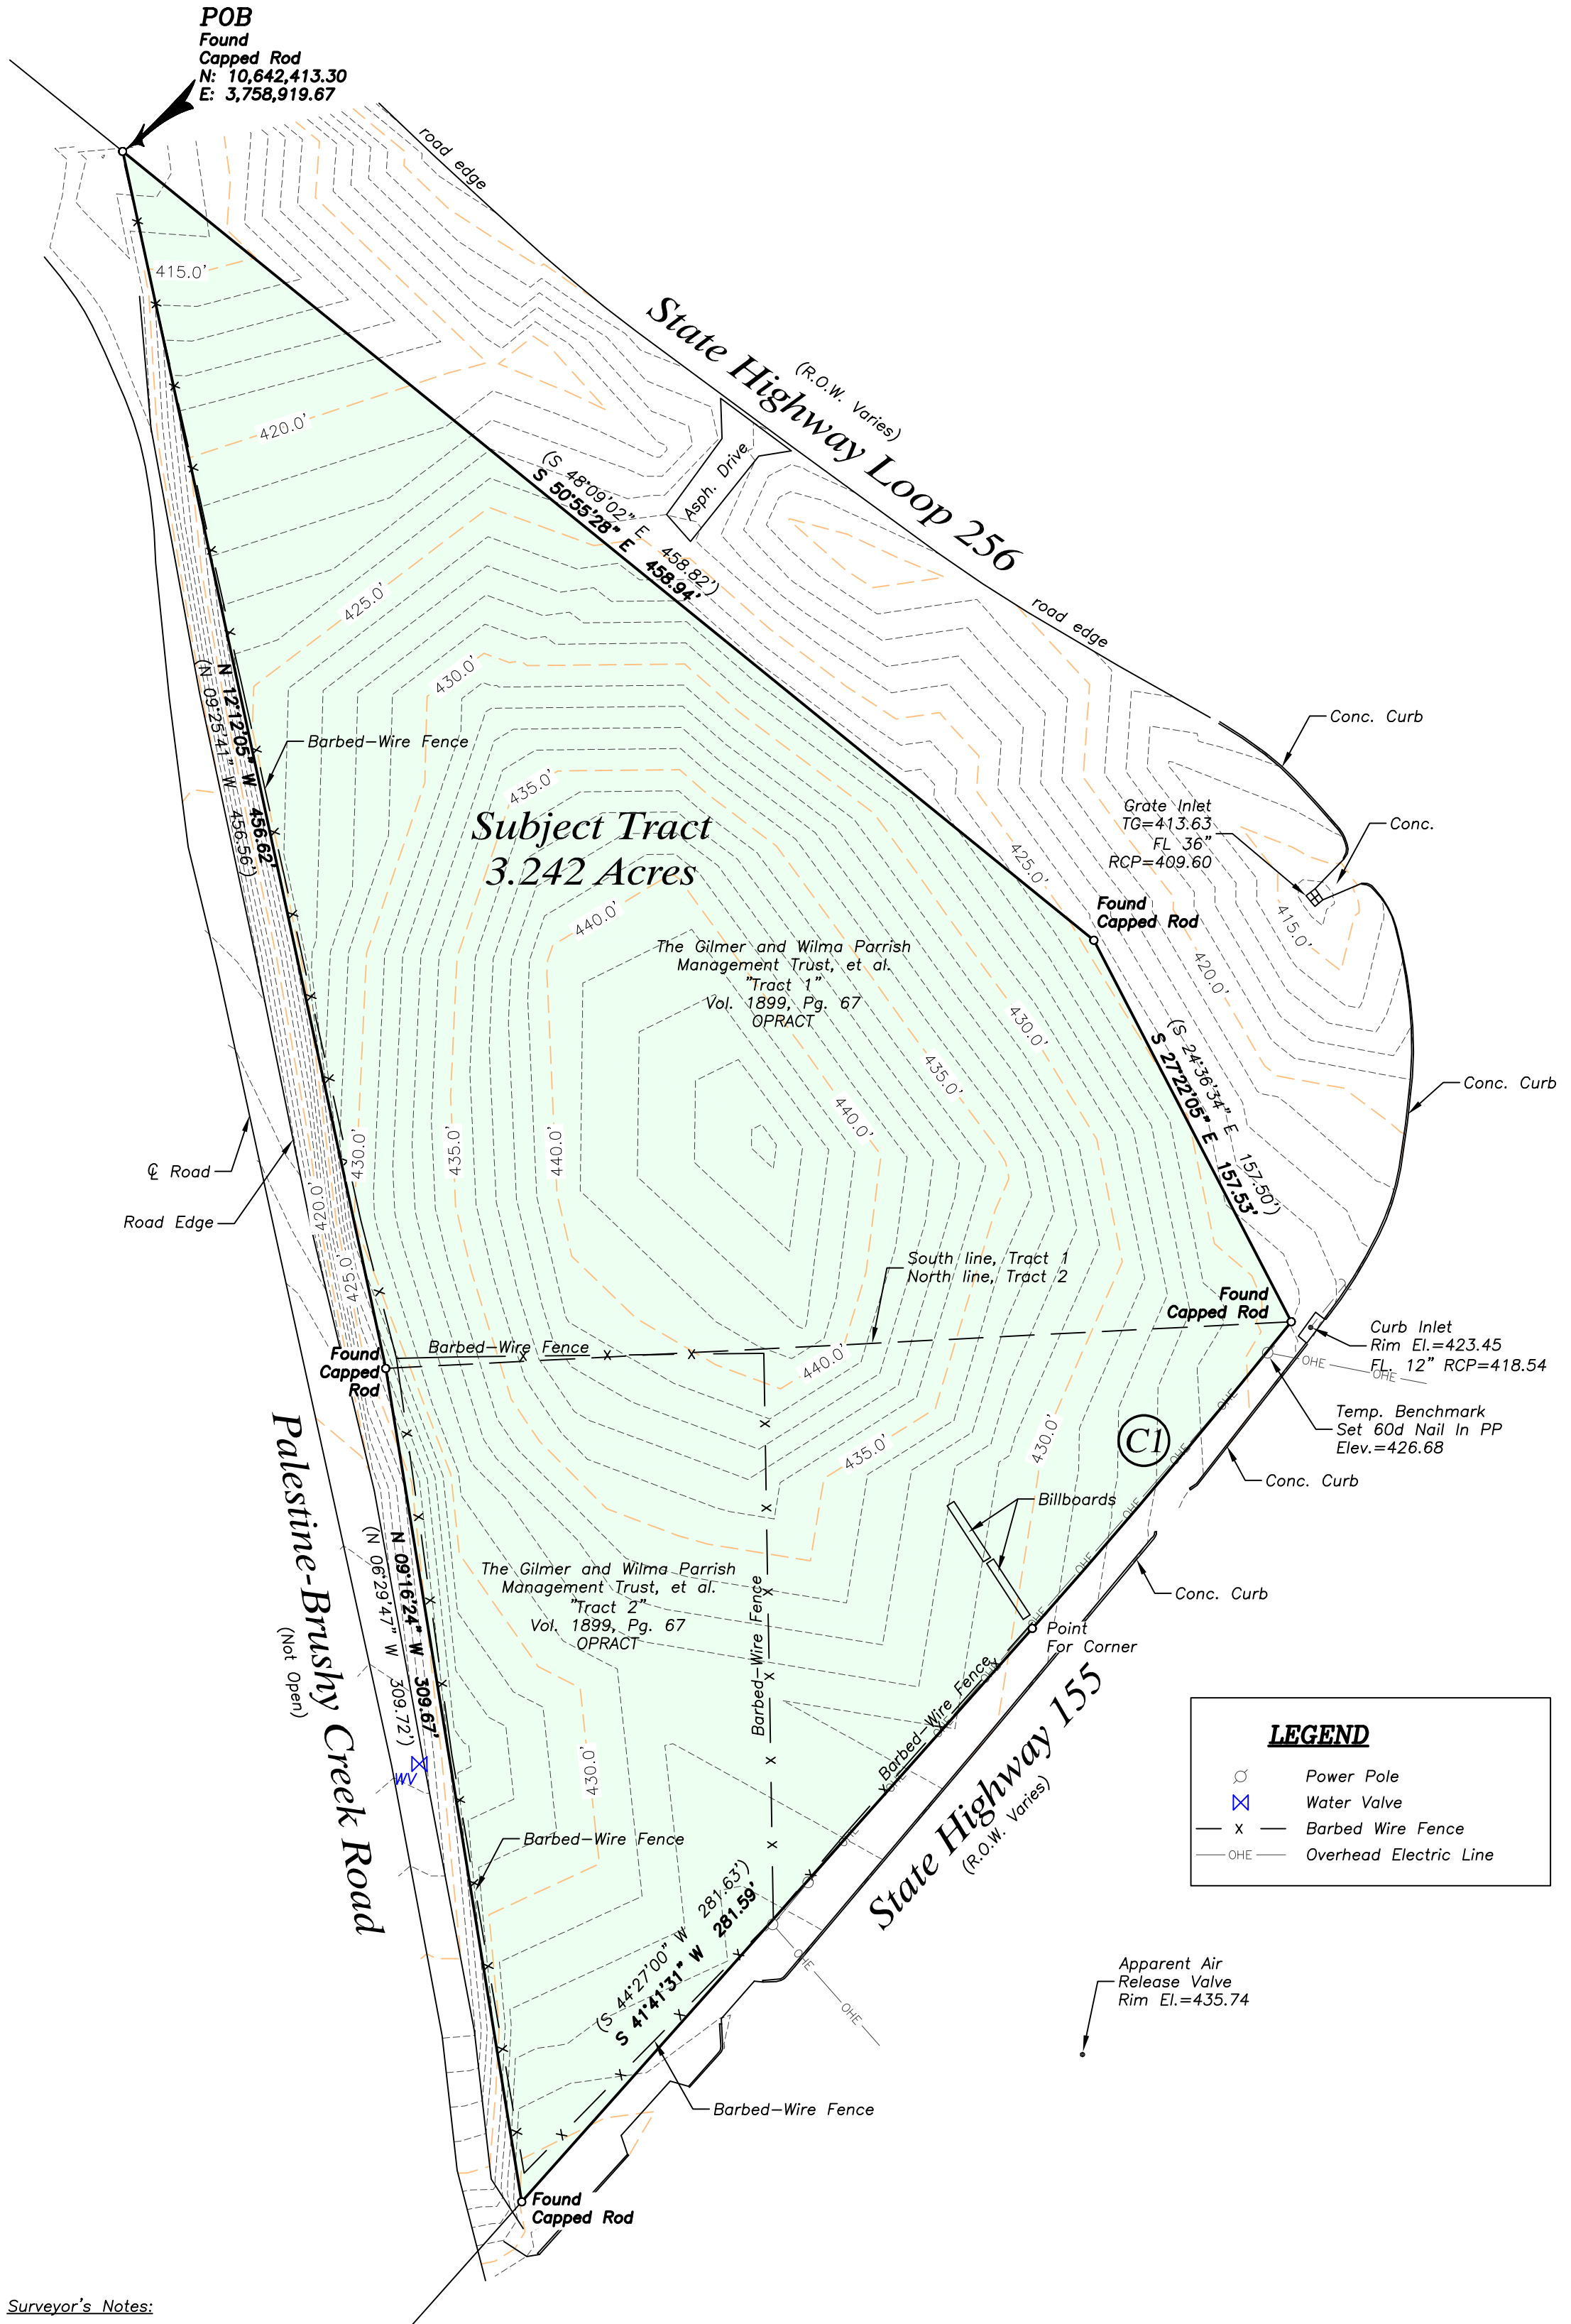 POB
Found
Capped Rod
N: 10,642,413.30
E: 3,758,919.67
road edge
State Highway Loop 256
(R.O.W. Varies)
415.0'
420.0'
Asph. Drive
(S 48°09'02" E 458.82')
S 50°55'28" E 458.94'
road edge
425.0'
430.0'
N 12°12'05" W 456.62'
(N 09°25'41" W 456.56')
Barbed-Wire Fence
Conc. Curb
435.0'
Subject Tract
3.242 Acres
Grate Inlet
TG=413.63
FL 36"
RCP=409.60
Conc.
425.0'
Found
Capped Rod
415.0'
440.0'
The Gilmer and Wilma Parrish
Management Trust, et al.
"Tract 1"
Vol. 1899, Pg. 67
OPRACT
420.0'
430.0'
435.0'
(S 24°36'34" E 157.50')
S 27°22'05" E 157.53'
Conc. Curb
440.0'
430.0'
435.0'
440.0'
℄ Road
Road Edge
420.0'
425.0'
South line, Tract 1
North line, Tract 2
Found
Capped Rod
Curb Inlet
Rim El.=423.45
FL. 12" RCP=418.54
Found
Capped
Rod
Barbed-Wire Fence
X X X
440.0'
OHE
OHE
Temp. Benchmark
Set 60d Nail In PP
Elev.=426.68
OHE
C1
430.0'
435.0'
OHE
Conc. Curb
Billboards
OHE
Palestine-Brushy Creek Road
(Not Open)
N 09°16'24" W 309.67'
(N 06°29'47" W 309.72')
The Gilmer and Wilma Parrish
Management Trust, et al.
"Tract 2"
Vol. 1899, Pg. 67
OPRACT
Barbed-Wire Fence
OHE
Conc. Curb
OHE
Point
For Corner
Barbed-Wire Fence
OHE
OHE
OHE
State Highway 155
(R.O.W. Varies)
WV
430.0'
LEGEND
Power Pole
Water Valve
X Barbed Wire Fence
OHE Overhead Electric Line
Barbed-Wire Fence
OHE
(S 44°27'00" W 281.63')
S 41°41'31" W 281.59'
OHE
OHE
Apparent Air
Release Valve
Rim El.=435.74
Barbed-Wire Fence
Found
Capped Rod
Surveyor's Notes: